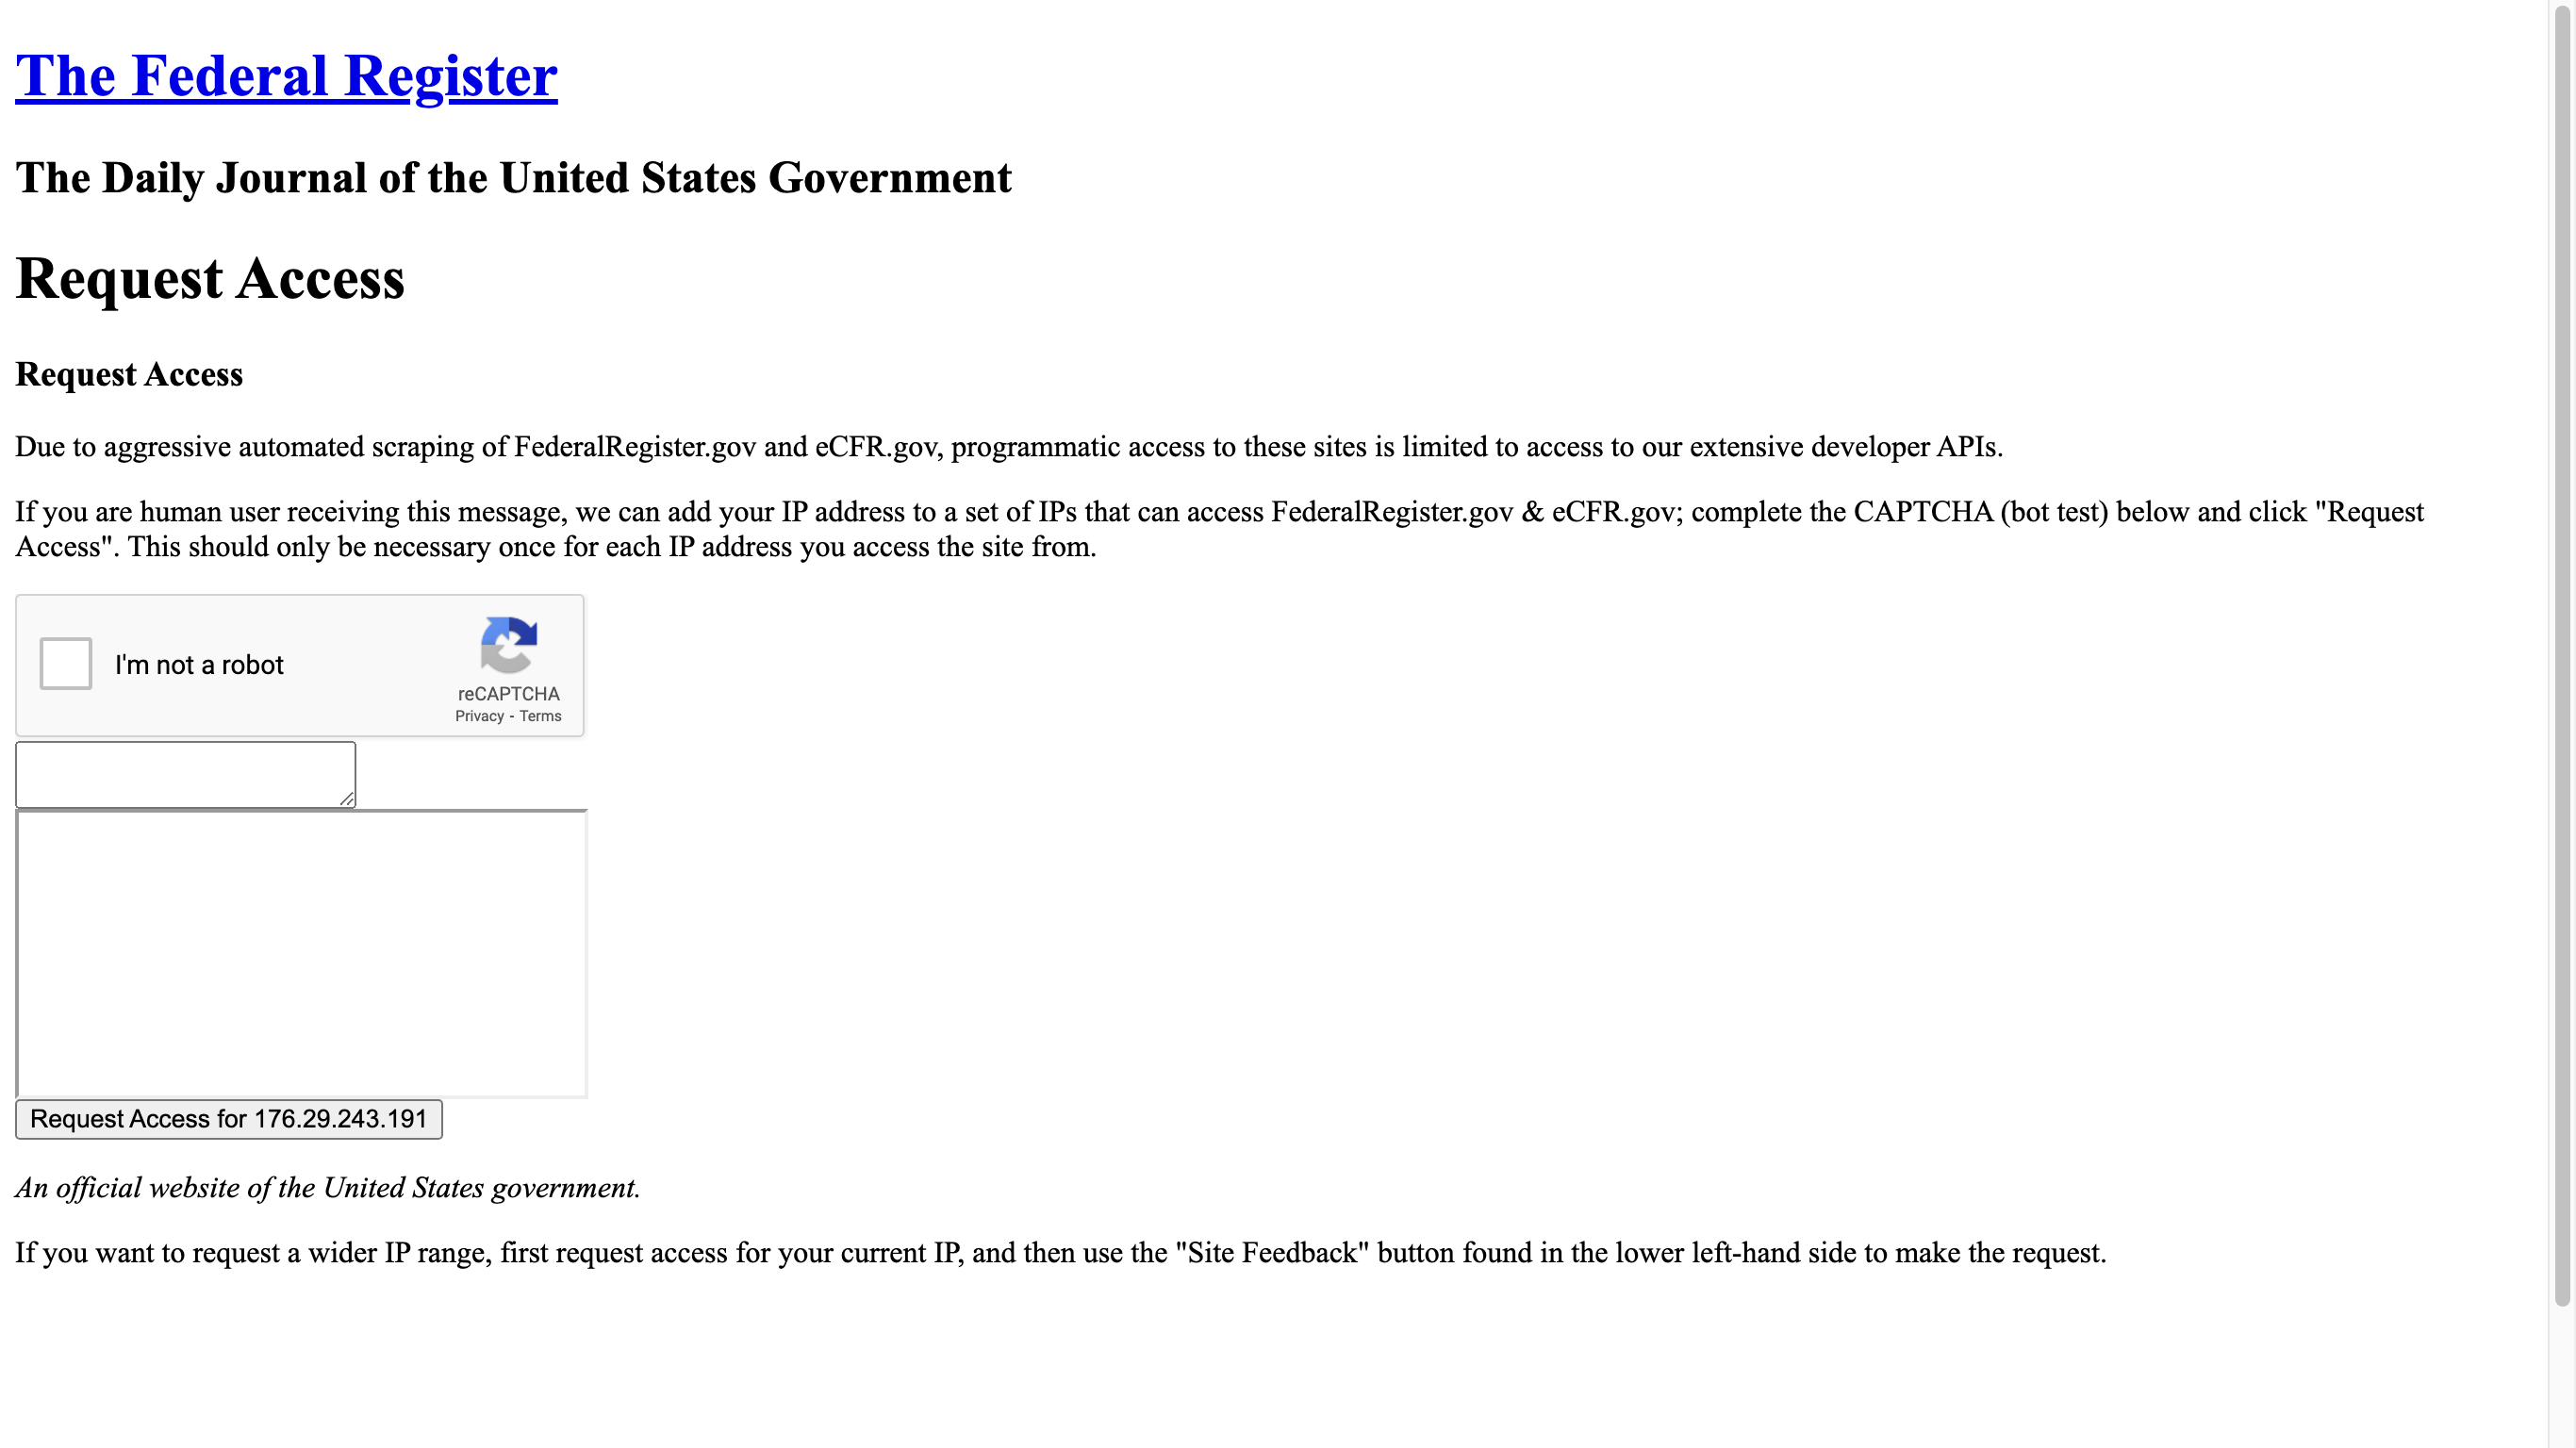 The Federal Register
The Daily Journal of the United States Government
Request Access
Request Access
Due to aggressive automated scraping of FederalRegister.gov and eCFR.gov, programmatic access to these sites is limited to access to our extensive developer APIs.
If you are human user receiving this message, we can add your IP address to a set of IPs that can access FederalRegister.gov & eCFR.gov; complete the CAPTCHA (bot test) below and click "Request
Access". This should only be necessary once for each IP address you access the site from.
I'm not a robot
reCAPTCHA
Privacy - Terms
Request Access for 176.29.243.191
An official website of the United States government.
If you want to request a wider IP range, first request access for your current IP, and then use the "Site Feedback" button found in the lower left-hand side to make the request.